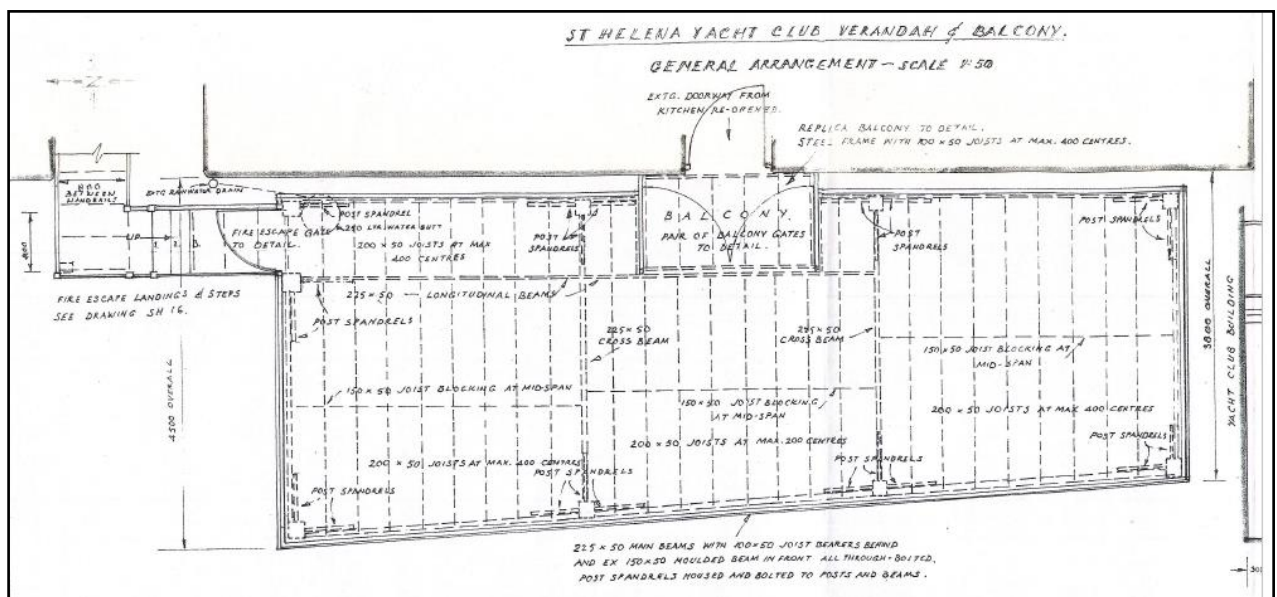 ST HELENA YACHT CLUB VERANDAH & BALCONY.
GENERAL ARRANGEMENT - SCALE 1:50
N
EXTG. DOORWAY FROM
KITCHEN RE-OPENED.
REPLICA BALCONY TO DETAIL.
STEEL FRAME WITH 100 x 50 JOISTS AT MAX. 400 CENTRES.
800
BETWEEN
HANDRAILS
EXTG RAINWATER DRAIN
800
UP
1. 2. 3.
FIRE ESCAPE GATE
TO DETAIL.
POST SPANDREL
250 LTR WATER BUTT
200 x 50 JOISTS AT MAX
400 CENTRES
POST
SPANDRELS
BALCONY.
PAIR OF BALCONY GATES
TO DETAIL.
POST
SPANDRELS
POST SPANDRELS
FIRE ESCAPE LANDINGS & STEPS
SEE DRAWING SH 16.
225 x 50 LONGITUDINAL BEAMS
POST SPANDRELS
225 x 50
CROSS BEAM
225 x 50
CROSS BEAM
150 x 50 JOIST BLOCKING AT
MID-SPAN
150 x 50 JOIST BLOCKING AT MID-SPAN
150 x 50 JOIST BLOCKING
AT MID-SPAN
200 x 50 JOISTS AT MAX 400 CENTRES
200 x 50 JOISTS AT MAX. 200 CENTRES
200 x 50 JOISTS AT MAX. 400 CENTRES
POST SPANDRELS
POST SPANDRELS
POST SPANDRELS
POST SPANDRELS
4500 OVERALL
3800 OVERALL
YACHT CLUB BUILDING
225 x 50 MAIN BEAMS WITH 100 x 50 JOIST BEARERS BEHIND
AND EX 150 x 50 MOULDED BEAM IN FRONT ALL THROUGH-BOLTED,
POST SPANDRELS HOUSED AND BOLTED TO POSTS AND BEAMS.